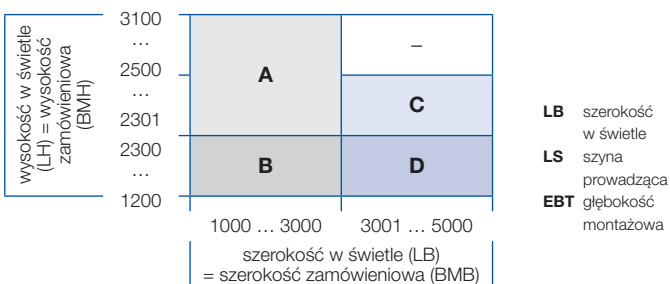 wysokość w świetle
(LH) = wysokość
zamówieniowa
(BMH)
3100
...
2500
...
2301
2300
...
1200
A
–
C
B
D
1000 ... 3000
3001 ... 5000
szerokość w świetle (LB)
= szerokość zamówieniowa (BMB)
LB szerokość
w świetle
LS szyna
prowadząca
EBT głębokość
montażowa